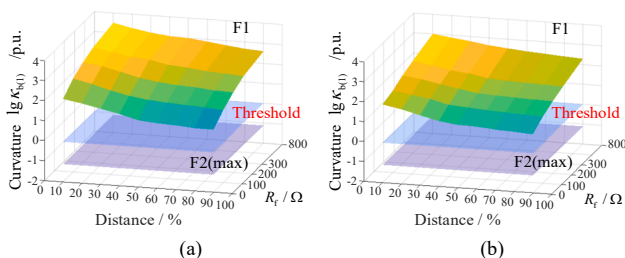 F1
Threshold
F2(max)
Curvature lg κb(1) /p.u.
4
3
2
1
0
-1
-2
0 10 20 30 40 50 60 70 80 90 100
Distance / %
0 100 300 800
Rf / Ω
(a)
F1
Threshold
F2(max)
Curvature lg κb(1) /p.u.
4
3
2
1
0
-1
-2
0 10 20 30 40 50 60 70 80 90 100
Distance / %
0 100 300 800
Rf / Ω
(b)